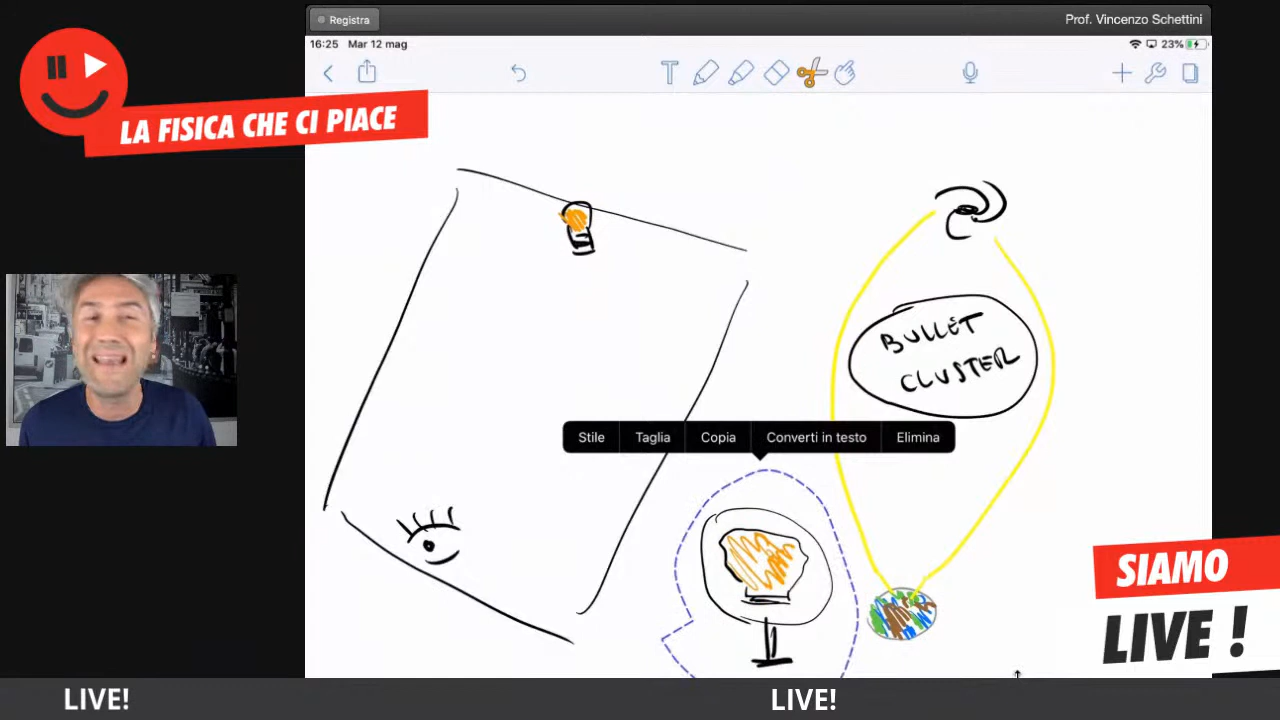 Registra
Prof. Vincenzo Schettini
16:25 Mar 12 mag
23%
LA FISICA CHE CI PIACE
BULLET
CLUSTER
Stile Taglia Copia Converti in testo Elimina
SIAMO
LIVE !
LIVE! LIVE!